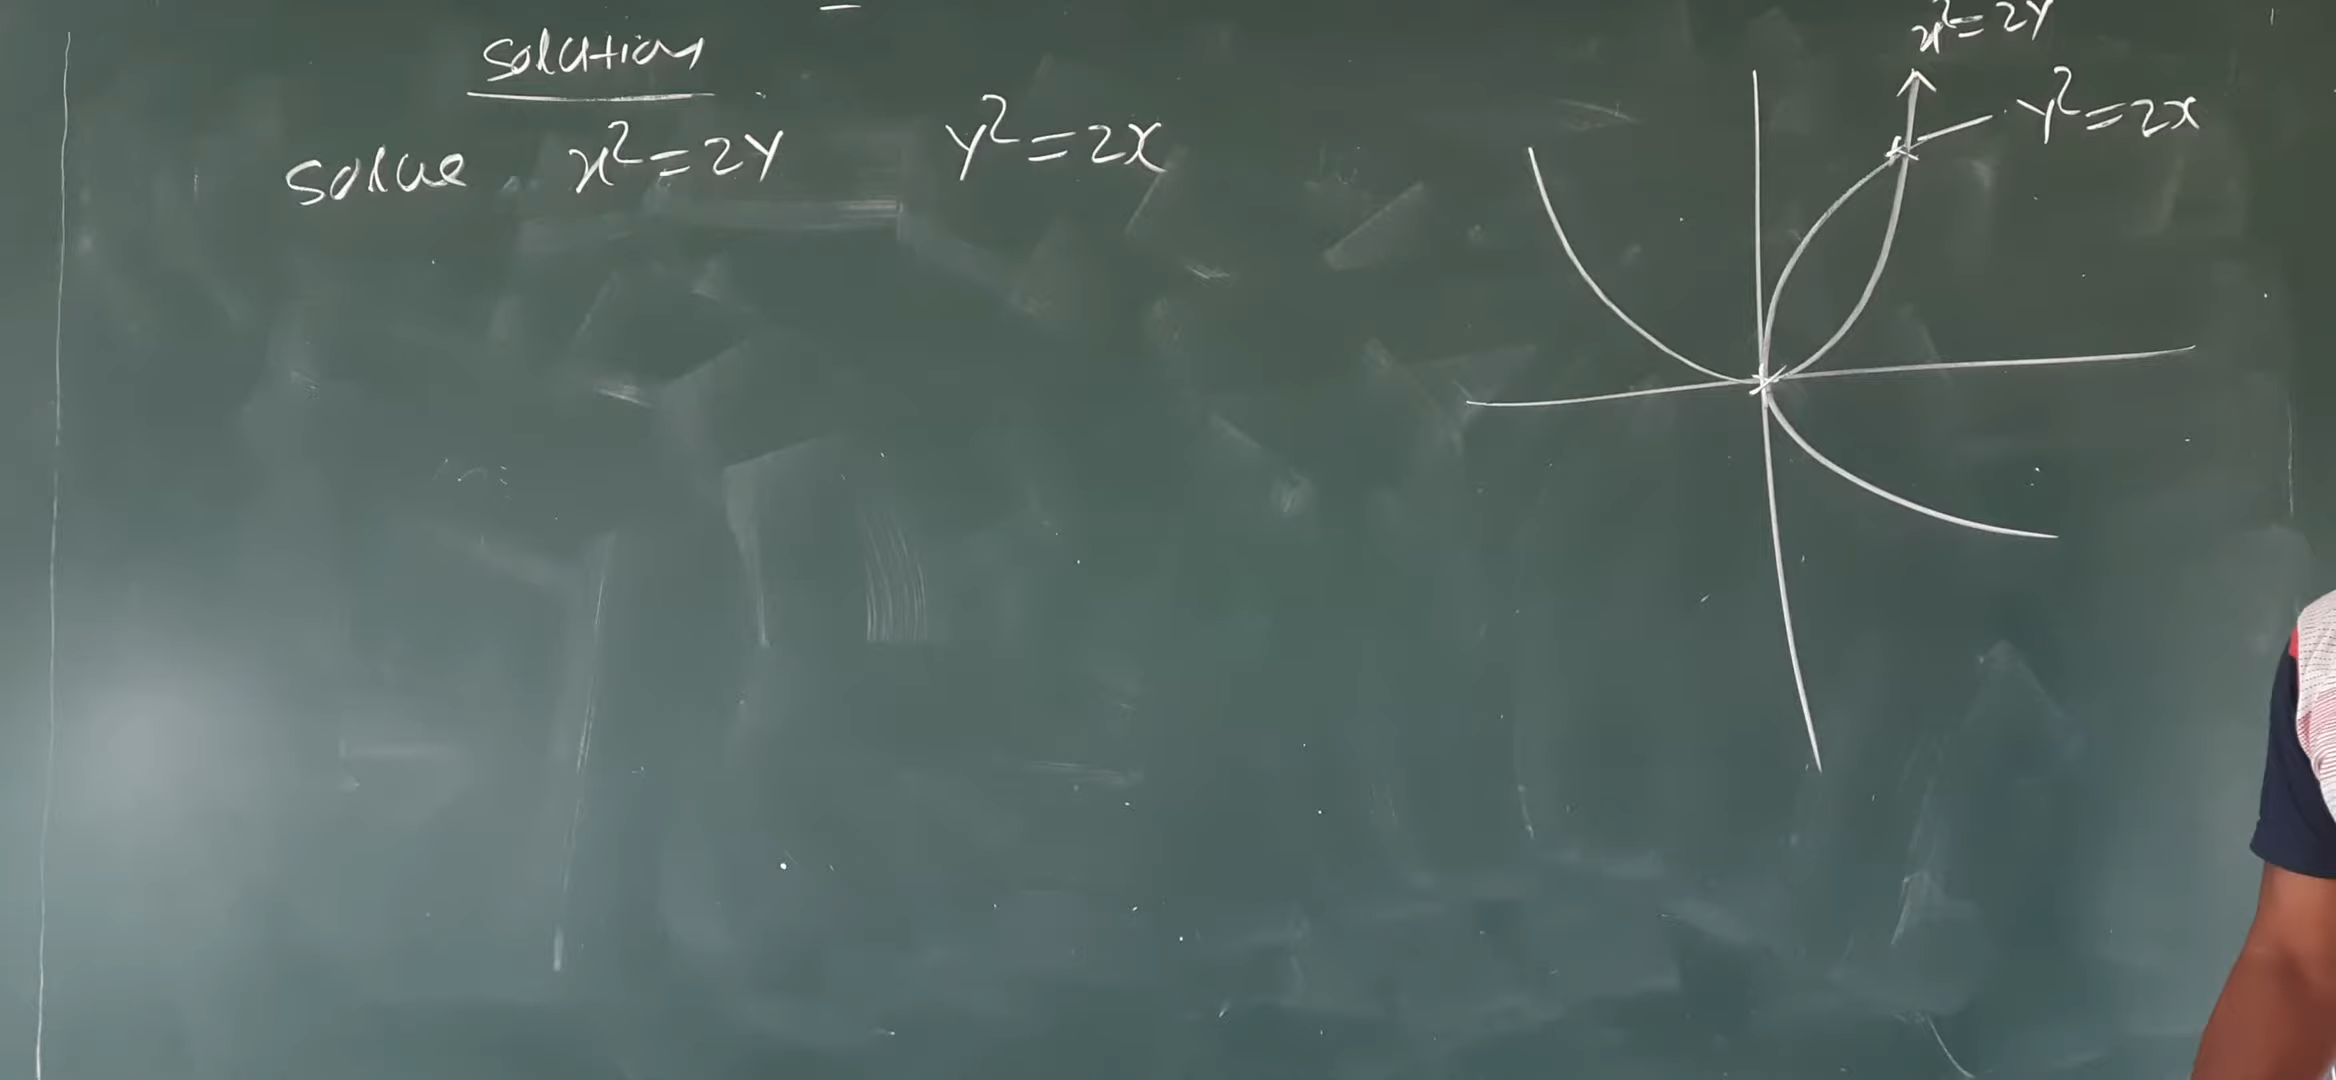 solution
solve x²=2y y²=2x
x²=2y
y²=2x